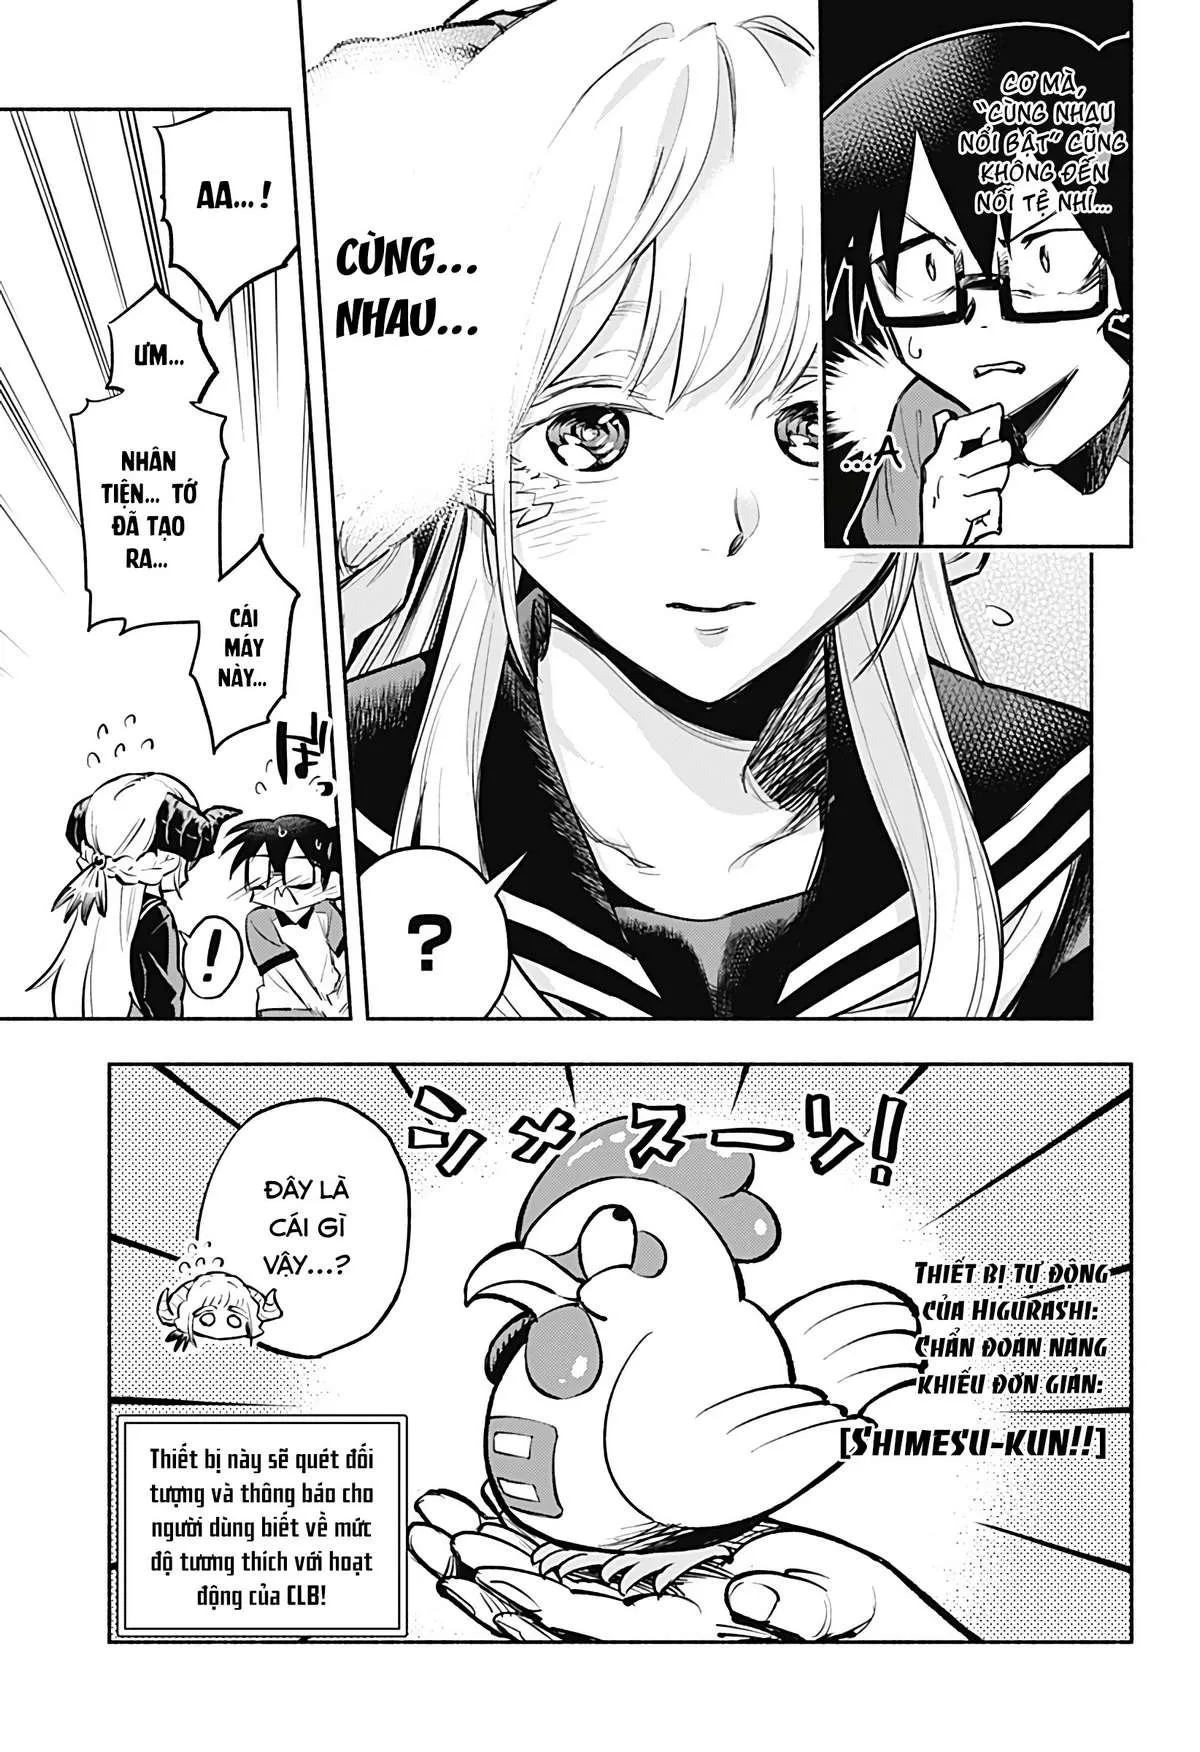 CƠ MÀ,
"CÙNG NHAU
NỔI BẬT" CŨNG
KHÔNG ĐẾN
NỖI TỆ NHỈ...
...A
CÙNG...
NHAU...
?
AA...!
ƯM...
NHÂN
TIỆN... TỚ
ĐÃ TẠO
RA...
CÁI
MÁY
NÀY...
!
シメスーソ!
THIẾT BỊ TỰ ĐỘNG
CỦA HIGURASHI:
CHẨN ĐOÁN NĂNG
KHIẾU ĐƠN GIẢN:
[SHIMESU-KUN!!]
ĐÂY LÀ
CÁI GÌ
VẬY...?
Thiết bị này sẽ quét đối
tượng và thông báo cho
người dùng biết về mức
độ tương thích với hoạt
động của CLB!